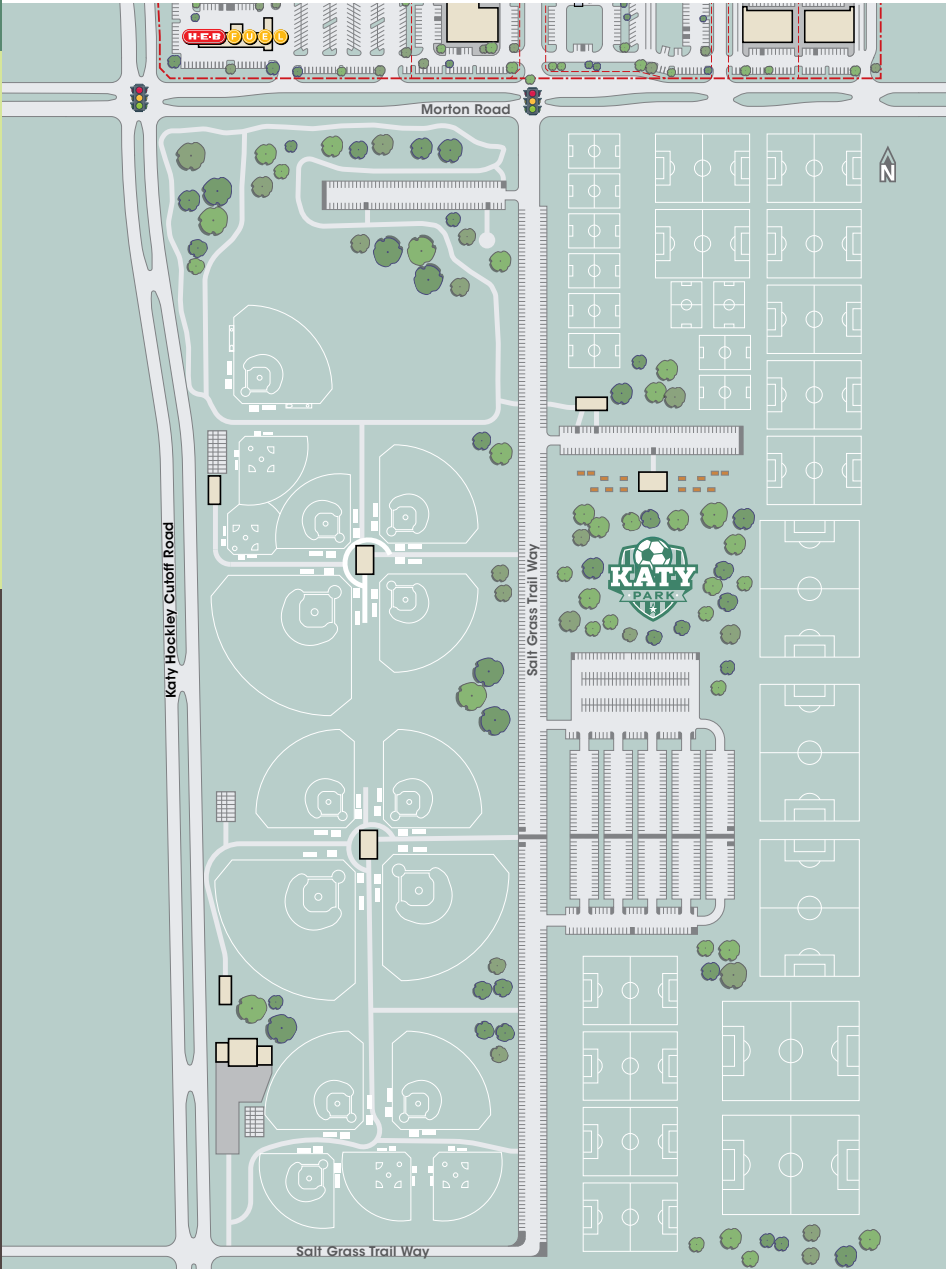 H-E-B FUEL
Morton Road
N
Katy Hockley Cutoff Road
Salt Grass Trail Way
KATY
PARK
Salt Grass Trail Way